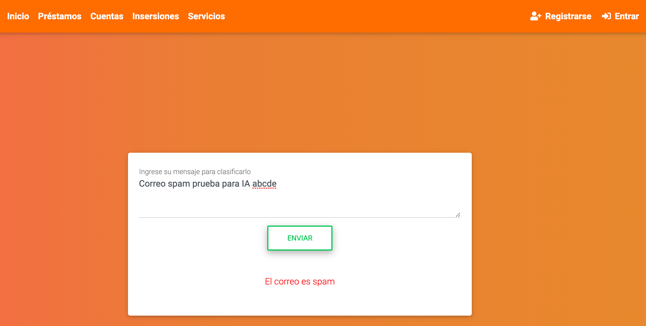 Inicio Préstamos Cuentas Insersiones Servicios Registrarse Entrar
Ingrese su mensaje para clasificarlo
Correo spam prueba para IA abcde
ENVIAR
El correo es spam